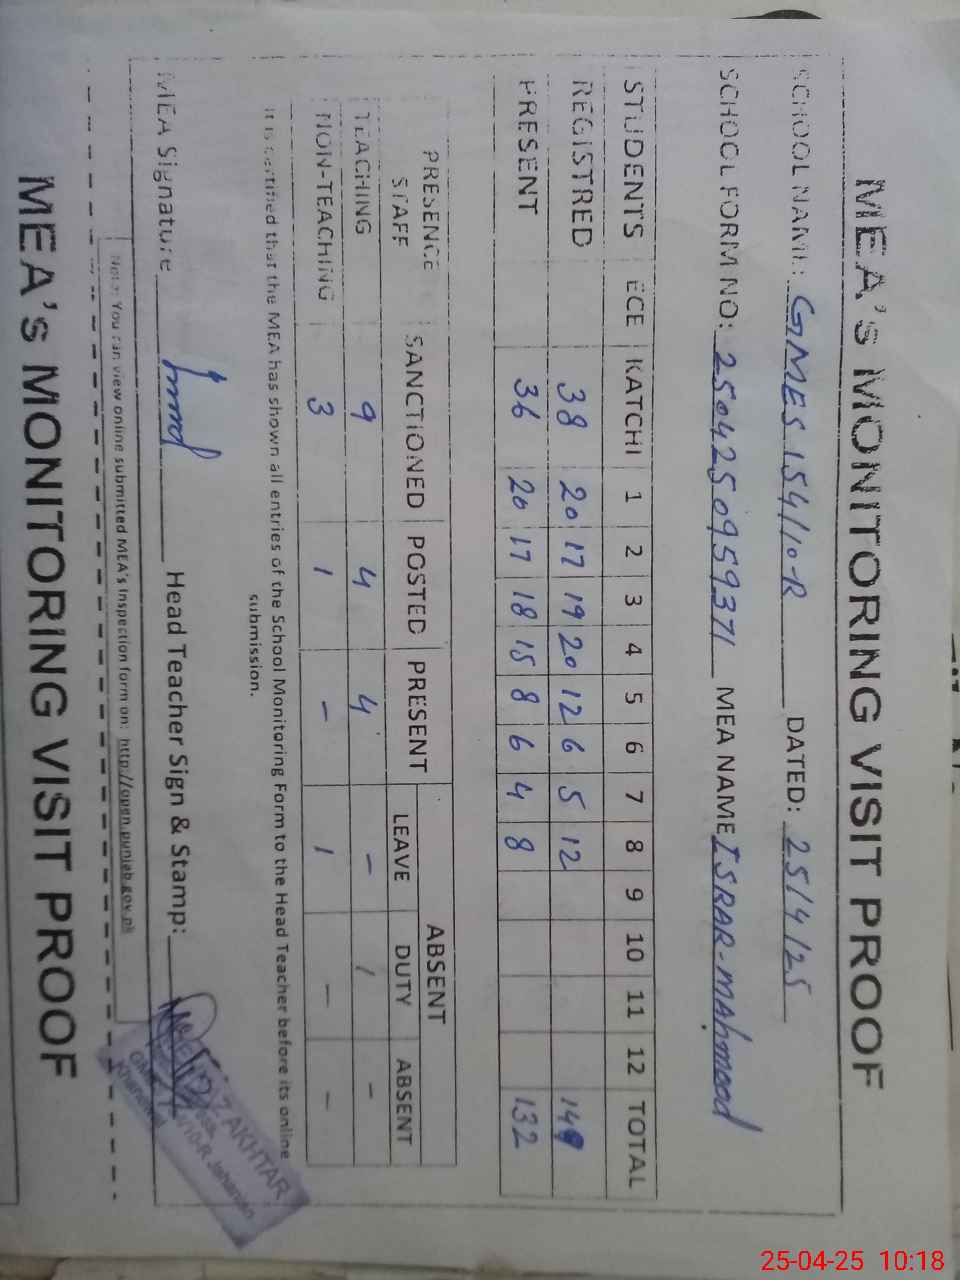 MEA's MONITORING VISIT PROOF
SCHOOL NAME: GMES 154/10-R DATED: 25/4/25
SCHOOL FORM NO: 2504250959371 MEA NAME ISRAR-MAHMOOD
STUDENTS ECE KATCHI 1 2 3 4 5 6 7 8 9 10 11 12 TOTAL
REGISTRED 38 20 17 19 20 12 6 5 12 149
PRESENT 36 20 17 18 15 8 6 4 8 132
PRESENCE STAFF SANCTIONED POSTED PRESENT ABSENT
LEAVE DUTY ABSENT
TEACHING 9 4 4 - / -
NON-TEACHING 3 1 - 1 - -
It is certified that the MEA has shown all entries of the School Monitoring Form to the Head Teacher before its online
submission.
MEA Signature Head Teacher Sign & Stamp:
AKHTAR
Jahanian
Khanewal
Note: You can view online submitted MEA's Inspection form on: http://open.punjab.gov.pk
MEA's MONITORING VISIT PROOF
25-04-25 10:18